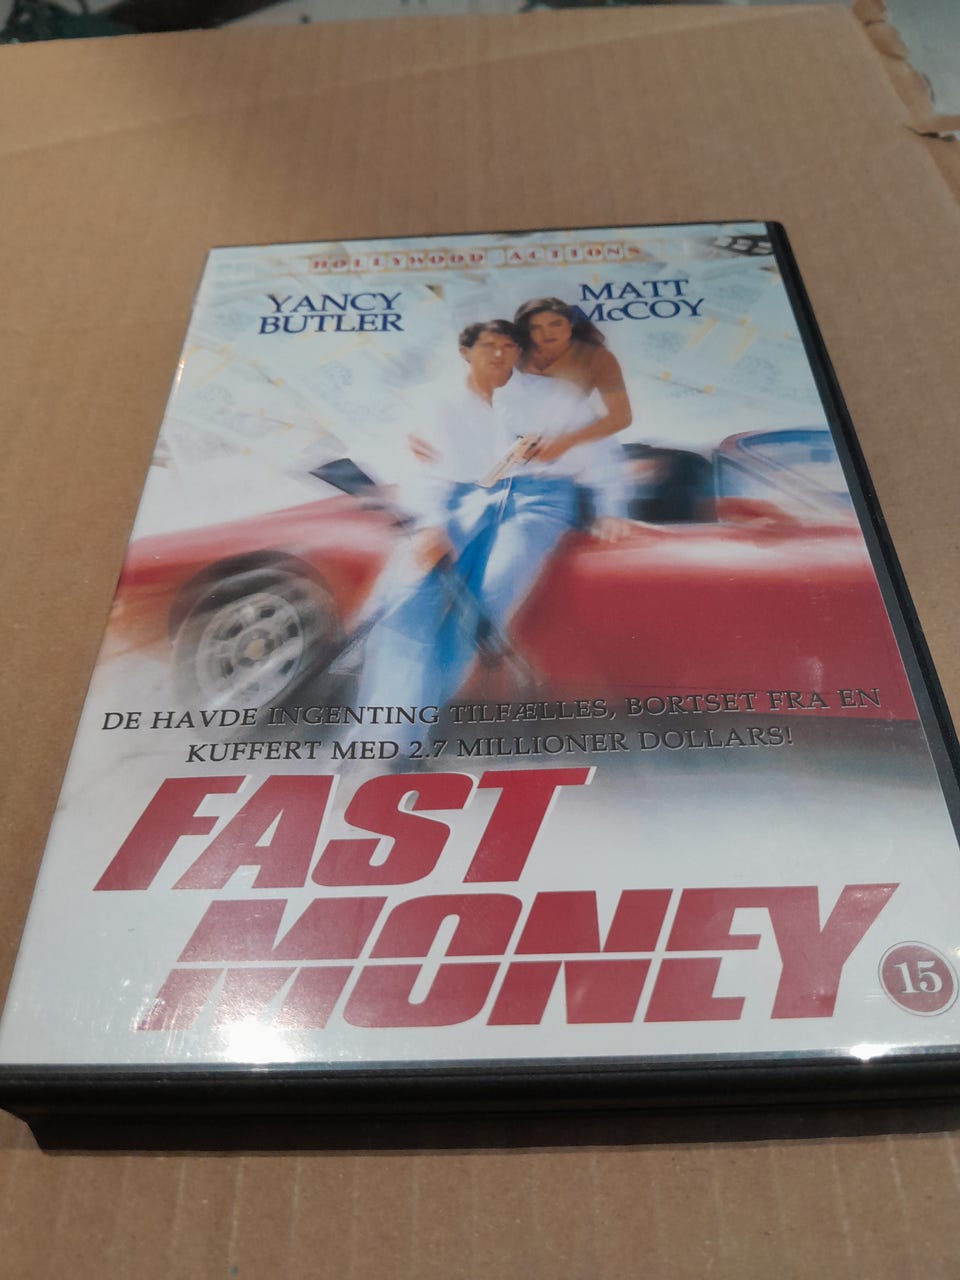 HOLLYWOOD ACTIONS
YANCY
BUTLER
MATT
McCOY
DE HAVDE INGENTING TILFÆLLES, BORTSET FRA EN
KUFFERT MED 2.7 MILLIONER DOLLARS!
FAST
MONEY
15